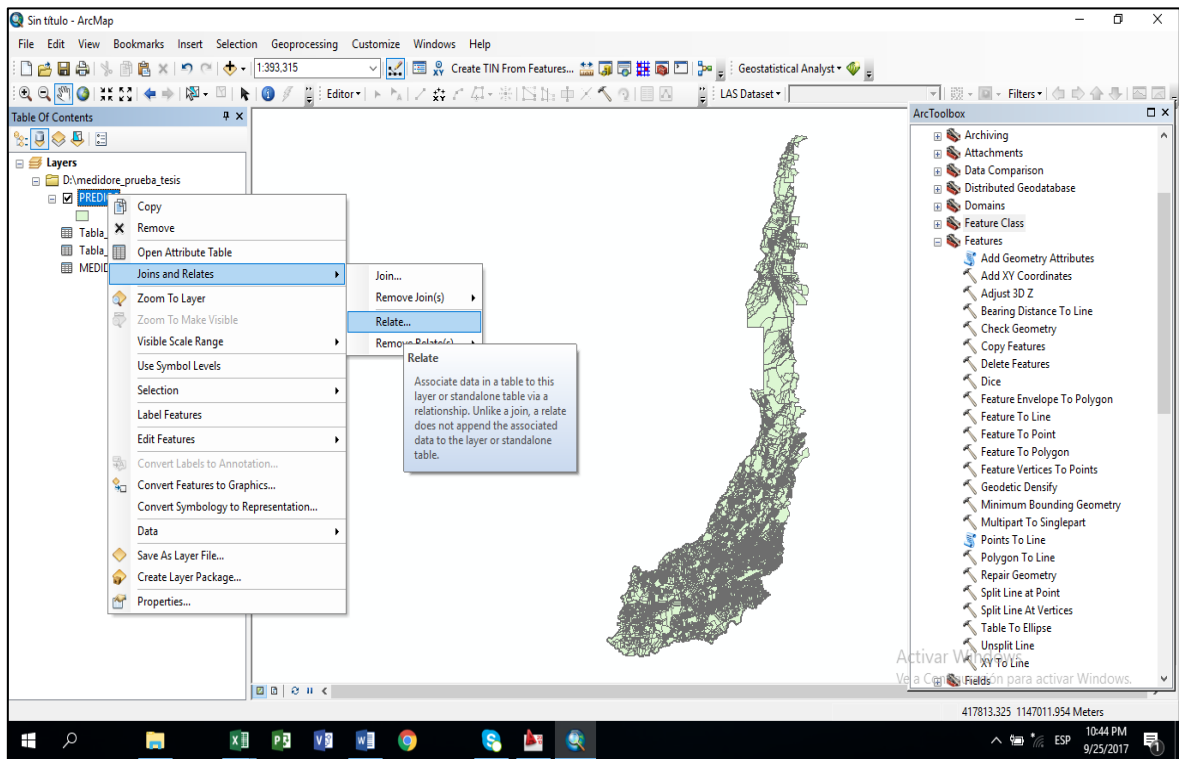 Sin título - ArcMap
File Edit View Bookmarks Insert Selection Geoprocessing Customize Windows Help
1:393,315 Create TIN From Features... Geostatistical Analyst
Editor LAS Dataset Filters
Table Of Contents
Layers
D:\medidore_prueba_tesis
Tabla_
Tabla_
Copy
Remove
Open Attribute Table
Joins and Relates
Zoom To Layer
Zoom To Make Visible
Visible Scale Range
Use Symbol Levels
Selection
Label Features
Edit Features
Convert Labels to Annotation...
Convert Features to Graphics...
Convert Symbology to Representation...
Data
Save As Layer File...
Create Layer Package...
Properties...
Join...
Remove Join(s)
Relate...
Remove Relate(s)
Relate
Associate data in a table to this
layer or standalone table via a
relationship. Unlike a join, a relate
does not append the associated
data to the layer or standalone
table.
ArcToolbox
Archiving
Attachments
Data Comparison
Distributed Geodatabase
Domains
Feature Class
Features
Add Geometry Attributes
Add XY Coordinates
Adjust 3D Z
Bearing Distance To Line
Check Geometry
Copy Features
Delete Features
Dice
Feature Envelope To Polygon
Feature To Line
Feature To Point
Feature To Polygon
Feature Vertices To Points
Geodetic Densify
Minimum Bounding Geometry
Multipart To Singlepart
Points To Line
Polygon To Line
Repair Geometry
Split Line at Point
Split Line At Vertices
Table To Ellipse
Unsplit Line
XY To Line
Fields
Activar Windows
Ve a para activar Windows.
417813.325 1147011.954 Meters
ESP
10:44 PM
9/25/2017